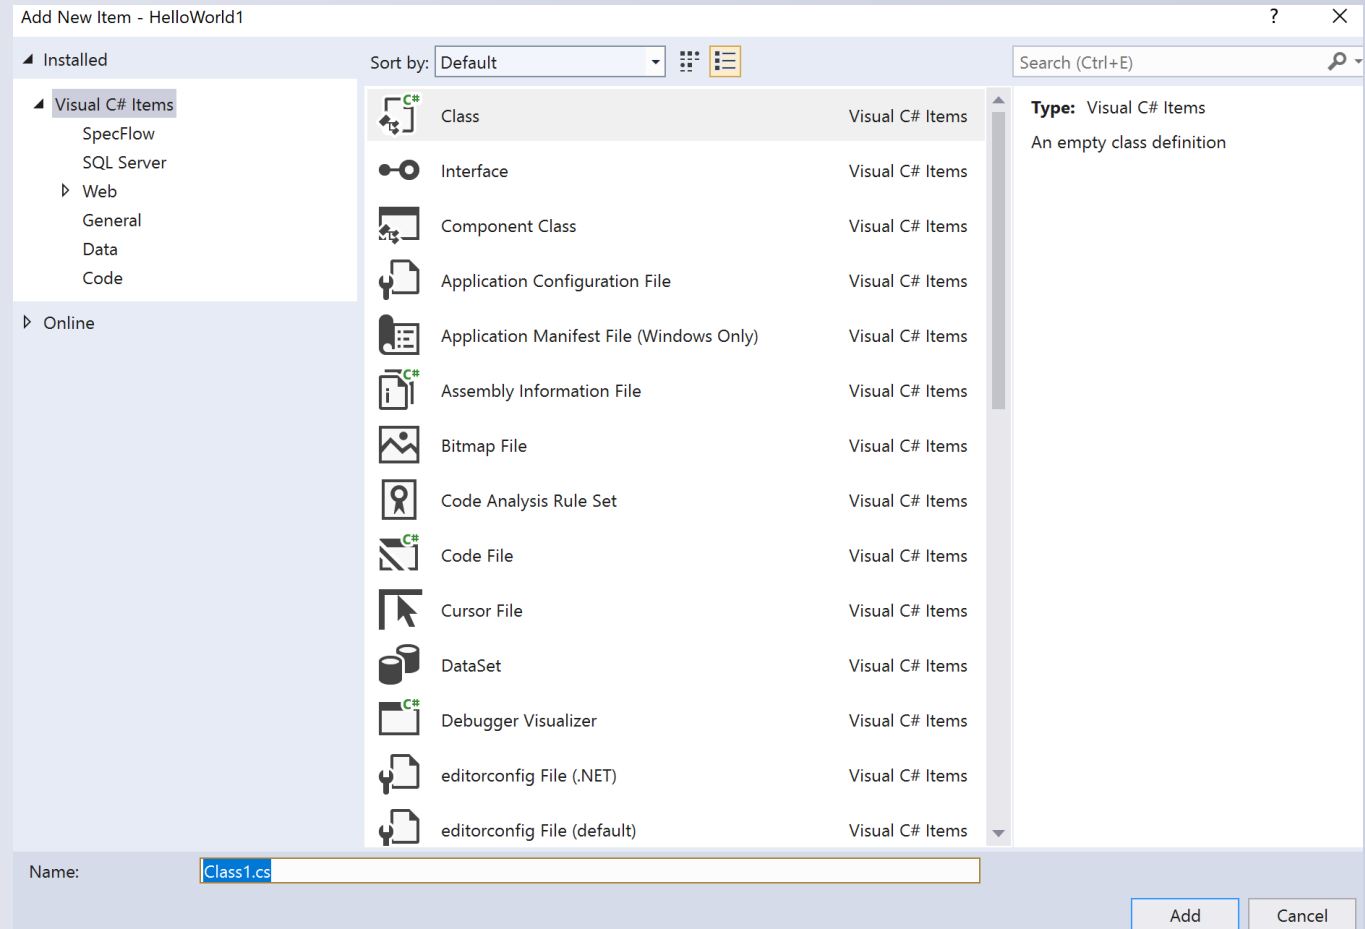 Add New Item - HelloWorld1
?
Installed
Sort by: Default
Search (Ctrl+E)
Visual C# Items
SpecFlow
SQL Server
Web
General
Data
Code
Online
C# Class Visual C# Items
Interface Visual C# Items
Component Class Visual C# Items
Application Configuration File Visual C# Items
Application Manifest File (Windows Only) Visual C# Items
C# Assembly Information File Visual C# Items
Bitmap File Visual C# Items
Code Analysis Rule Set Visual C# Items
C# Code File Visual C# Items
Cursor File Visual C# Items
DataSet Visual C# Items
C# Debugger Visualizer Visual C# Items
editorconfig File (.NET) Visual C# Items
editorconfig File (default) Visual C# Items
Type: Visual C# Items
An empty class definition
Name: Class1.cs
Add Cancel